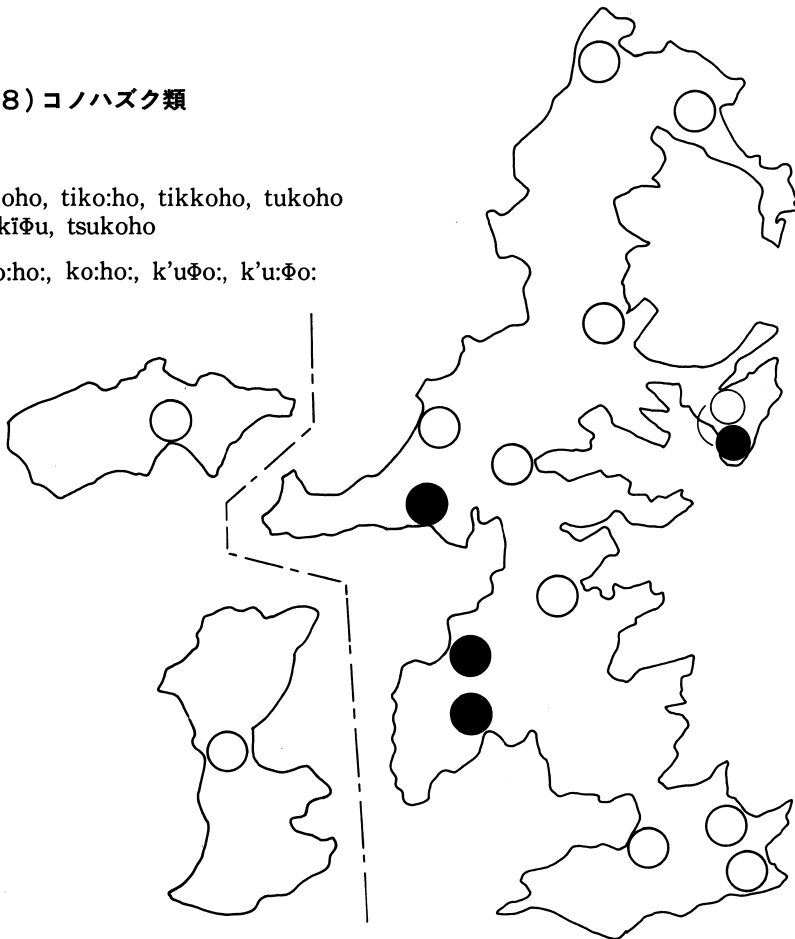 8)コノハズク類
oho, tiko:ho, tikkoho, tukoho
kïΦu, tsukoho
o:ho:, ko:ho:, k’uΦo:, k’u:Φo: